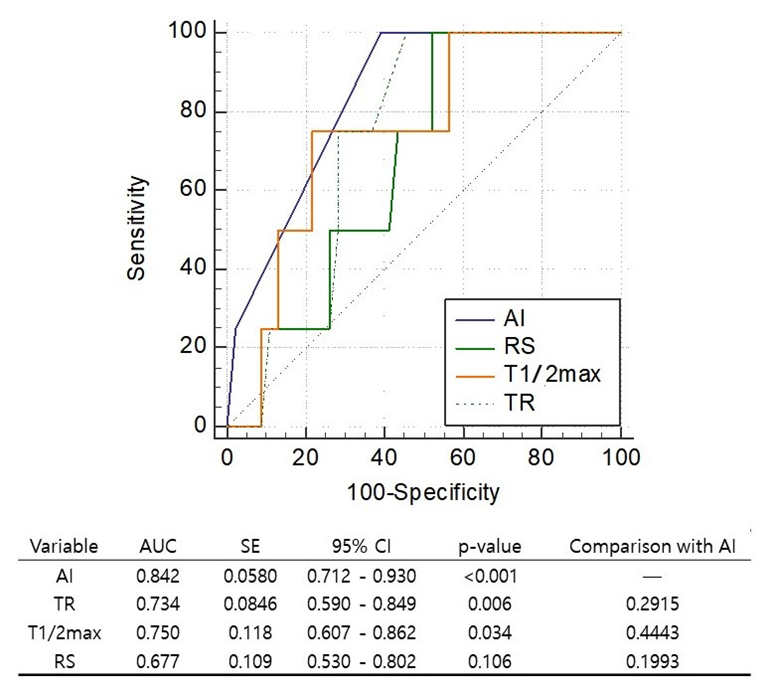 100
80
60
40
20
0
Sensitivity
AI
RS
T1/2max
TR
0 20 40 60 80 100
100-Specificity
Variable AUC SE 95% CI p-value Comparison with AI
AI 0.842 0.0580 0.712 - 0.930 <0.001 —
TR 0.734 0.0846 0.590 - 0.849 0.006 0.2915
T1/2max 0.750 0.118 0.607 - 0.862 0.034 0.4443
RS 0.677 0.109 0.530 - 0.802 0.106 0.1993